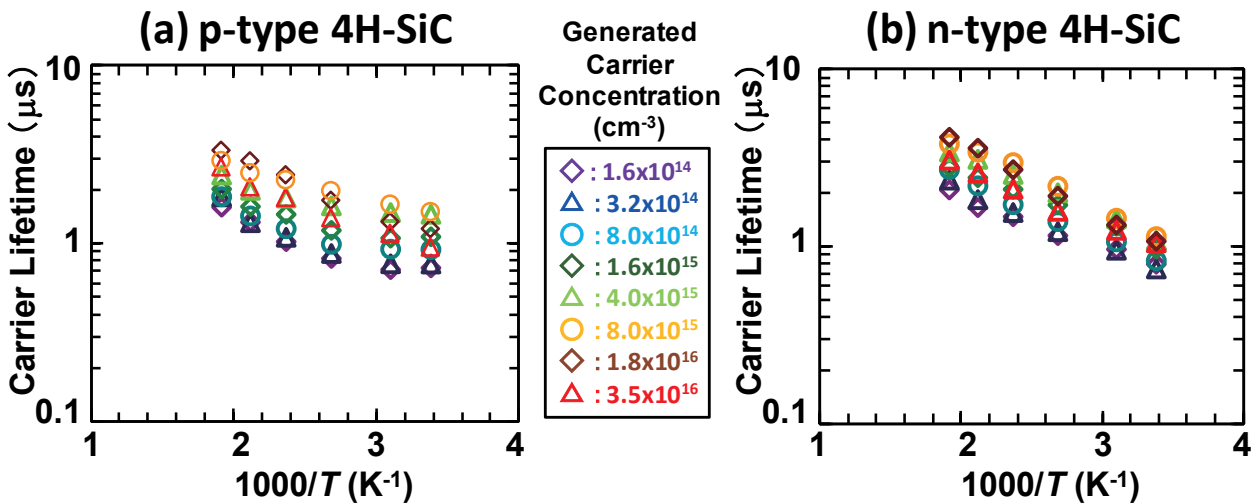 (a) p-type 4H-SiC
Carrier Lifetime (μs)
10
1
0.1
1 2 3 4
1000/T (K⁻¹)
Generated
Carrier
Concentration
(cm⁻³)
: 1.6x10¹⁴
: 3.2x10¹⁴
: 8.0x10¹⁴
: 1.6x10¹⁵
: 4.0x10¹⁵
: 8.0x10¹⁵
: 1.8x10¹⁶
: 3.5x10¹⁶
(b) n-type 4H-SiC
Carrier Lifetime (μs)
10
1
0.1
1 2 3 4
1000/T (K⁻¹)